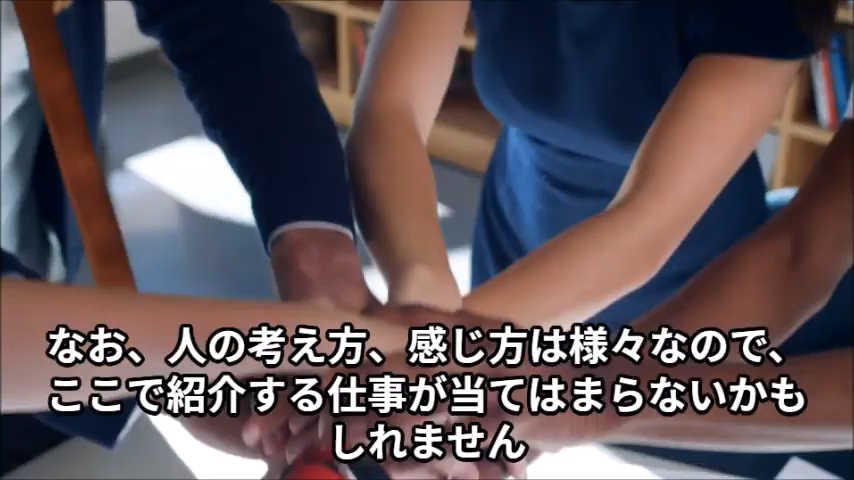 なお、人の考え方、感じ方は様々なので、
ここで紹介する仕事が当てはまらないかも
しれません